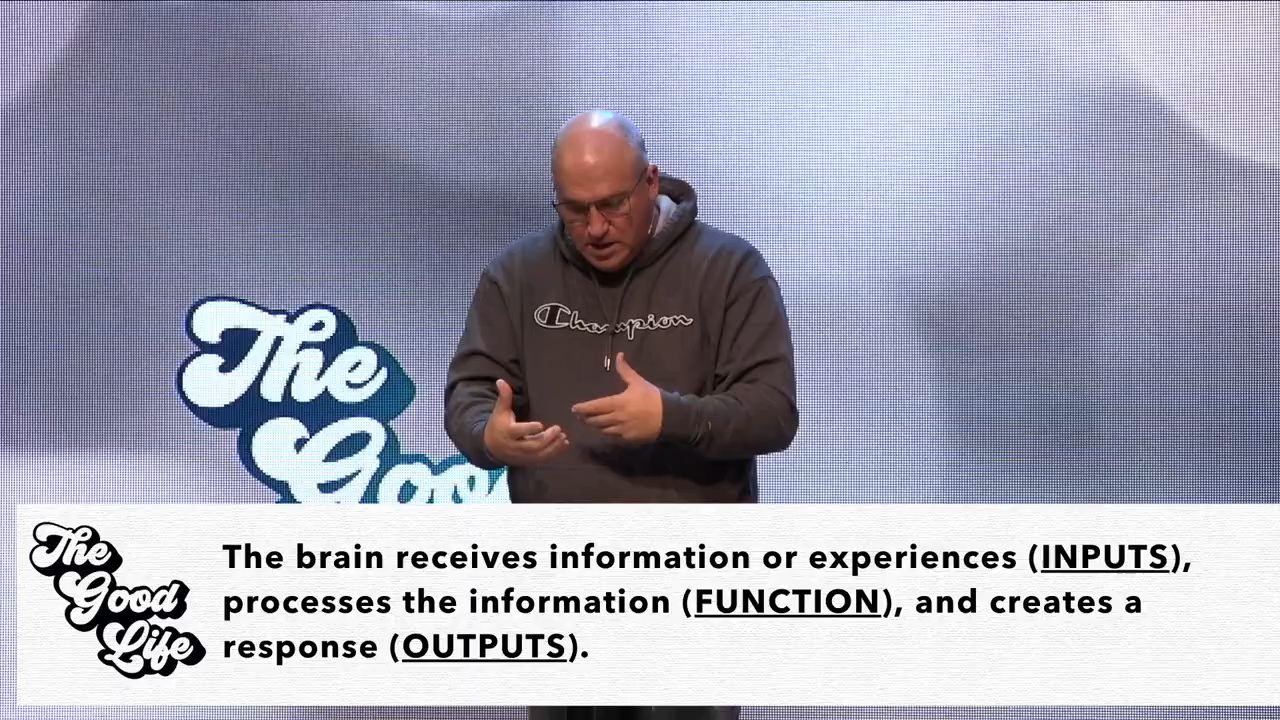 Champion
The
Goo
The
Good
Life
The brain receives information or experiences (INPUTS),
processes the information (FUNCTION), and creates a
response (OUTPUTS).